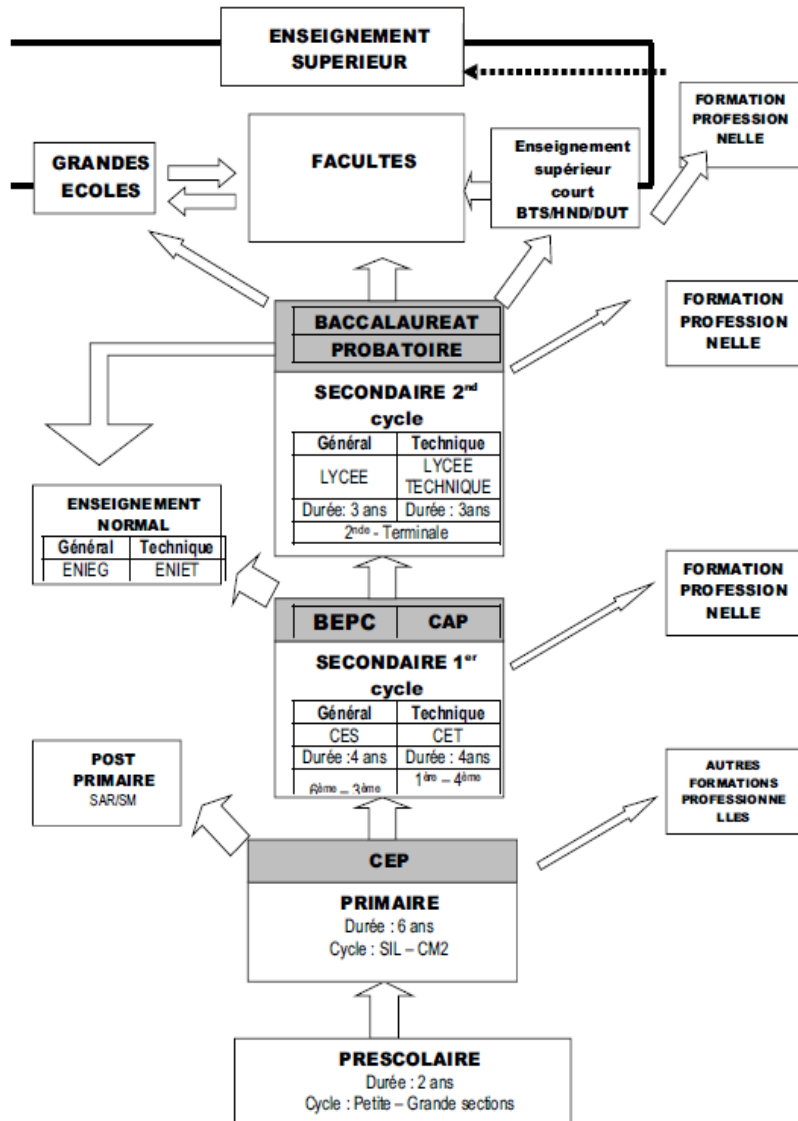 ENSEIGNEMENT
SUPERIEUR
FORMATION
PROFESSION
NELLE
GRANDES
ECOLES
FACULTES
Enseignement
supérieur
court
BTS/HND/DUT
BACCALAUREAT
PROBATOIRE
FORMATION
PROFESSION
NELLE
SECONDAIRE 2nd
cycle
Général Technique
LYCEE LYCEE
TECHNIQUE
Durée: 3 ans Durée : 3ans
2nde - Terminale
ENSEIGNEMENT
NORMAL
Général Technique
ENIEG ENIET
FORMATION
PROFESSION
NELLE
BEPC CAP
SECONDAIRE 1er
cycle
Général Technique
CES CET
Durée :4 ans Durée : 4ans
6ème – 3ème 1ère – 4ème
POST
PRIMAIRE
SAR/SM
AUTRES
FORMATIONS
PROFESSIONNE
LLES
CEP
PRIMAIRE
Durée : 6 ans
Cycle : SIL – CM2
PRESCOLAIRE
Durée : 2 ans
Cycle : Petite – Grande sections